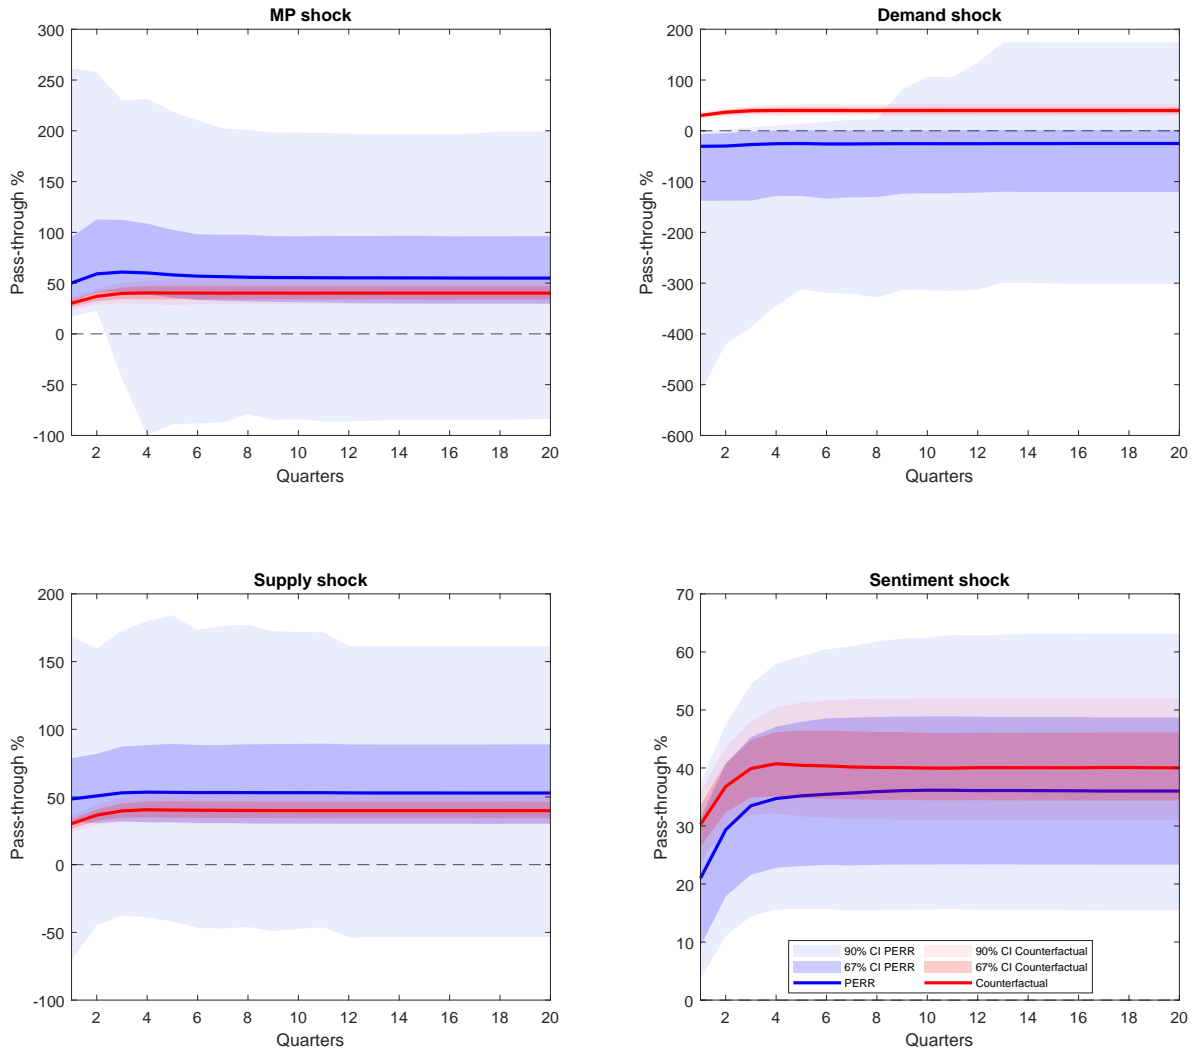 MP shock
300
250
200
150
100
50
0
-50
-100
Pass-through %
2 4 6 8 10 12 14 16 18 20
Quarters
Demand shock
200
100
0
-100
-200
-300
-400
-500
-600
Pass-through %
2 4 6 8 10 12 14 16 18 20
Quarters
Supply shock
200
150
100
50
0
-50
-100
Pass-through %
2 4 6 8 10 12 14 16 18 20
Quarters
Sentiment shock
70
60
50
40
30
20
10
0
Pass-through %
90% CI PERR 90% CI Counterfactual
67% CI PERR 67% CI Counterfactual
PERR Counterfactual
2 4 6 8 10 12 14 16 18 20
Quarters